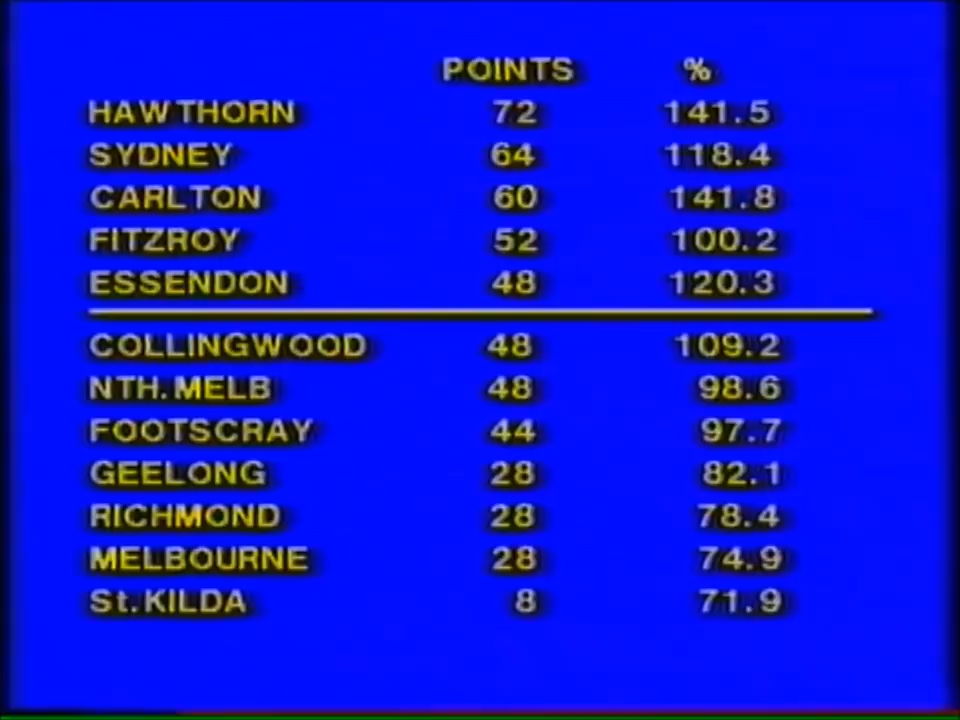 POINTS %
HAWTHORN 72 141.5
SYDNEY 64 118.4
CARLTON 60 141.8
FITZROY 52 100.2
ESSENDON 48 120.3
COLLINGWOOD 48 109.2
NTH.MELB 48 98.6
FOOTSCRAY 44 97.7
GEELONG 28 82.1
RICHMOND 28 78.4
MELBOURNE 28 74.9
St.KILDA 8 71.9